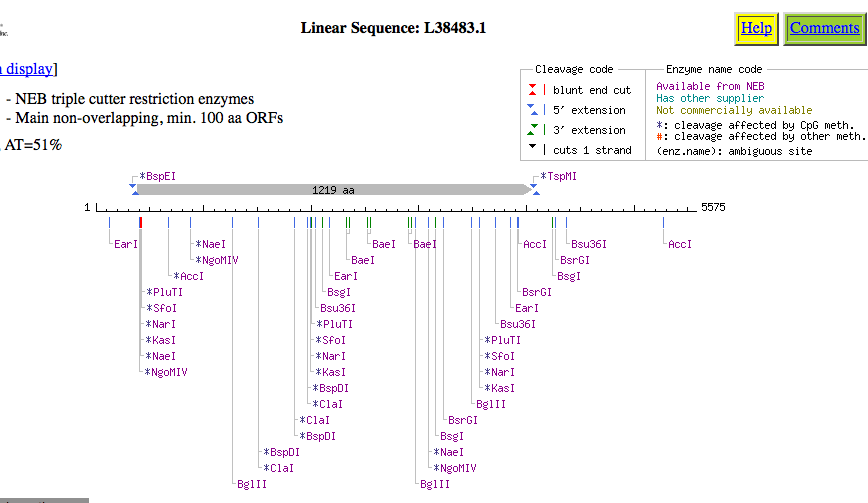 Linear Sequence: L38483.1
Help
Comments
display]
- NEB triple cutter restriction enzymes
- Main non-overlapping, min. 100 aa ORFs
, AT=51%
Cleavage code
blunt end cut
5' extension
3' extension
cuts 1 strand
Enzyme name code
Available from NEB
Has other supplier
Not commercially available
*: cleavage affected by CpG meth.
#: cleavage affected by other meth.
(enz.name): ambiguous site
*BspEI
*TspMI
1219 aa
1
5575
EarI
*NaeI
BaeI
BaeI
AccI
Bsu36I
AccI
*NgoMIV
BaeI
BsrGI
*AccI
EarI
BsgI
*PluTI
BsgI
BsrGI
*SfoI
Bsu36I
EarI
*NarI
*PluTI
Bsu36I
*KasI
*SfoI
*PluTI
*NaeI
*NarI
*SfoI
*NgoMIV
*KasI
*NarI
*BspDI
*KasI
*ClaI
BglII
*ClaI
BsrGI
*BspDI
BsgI
*BspDI
*NaeI
*ClaI
*NgoMIV
BglII
BglII